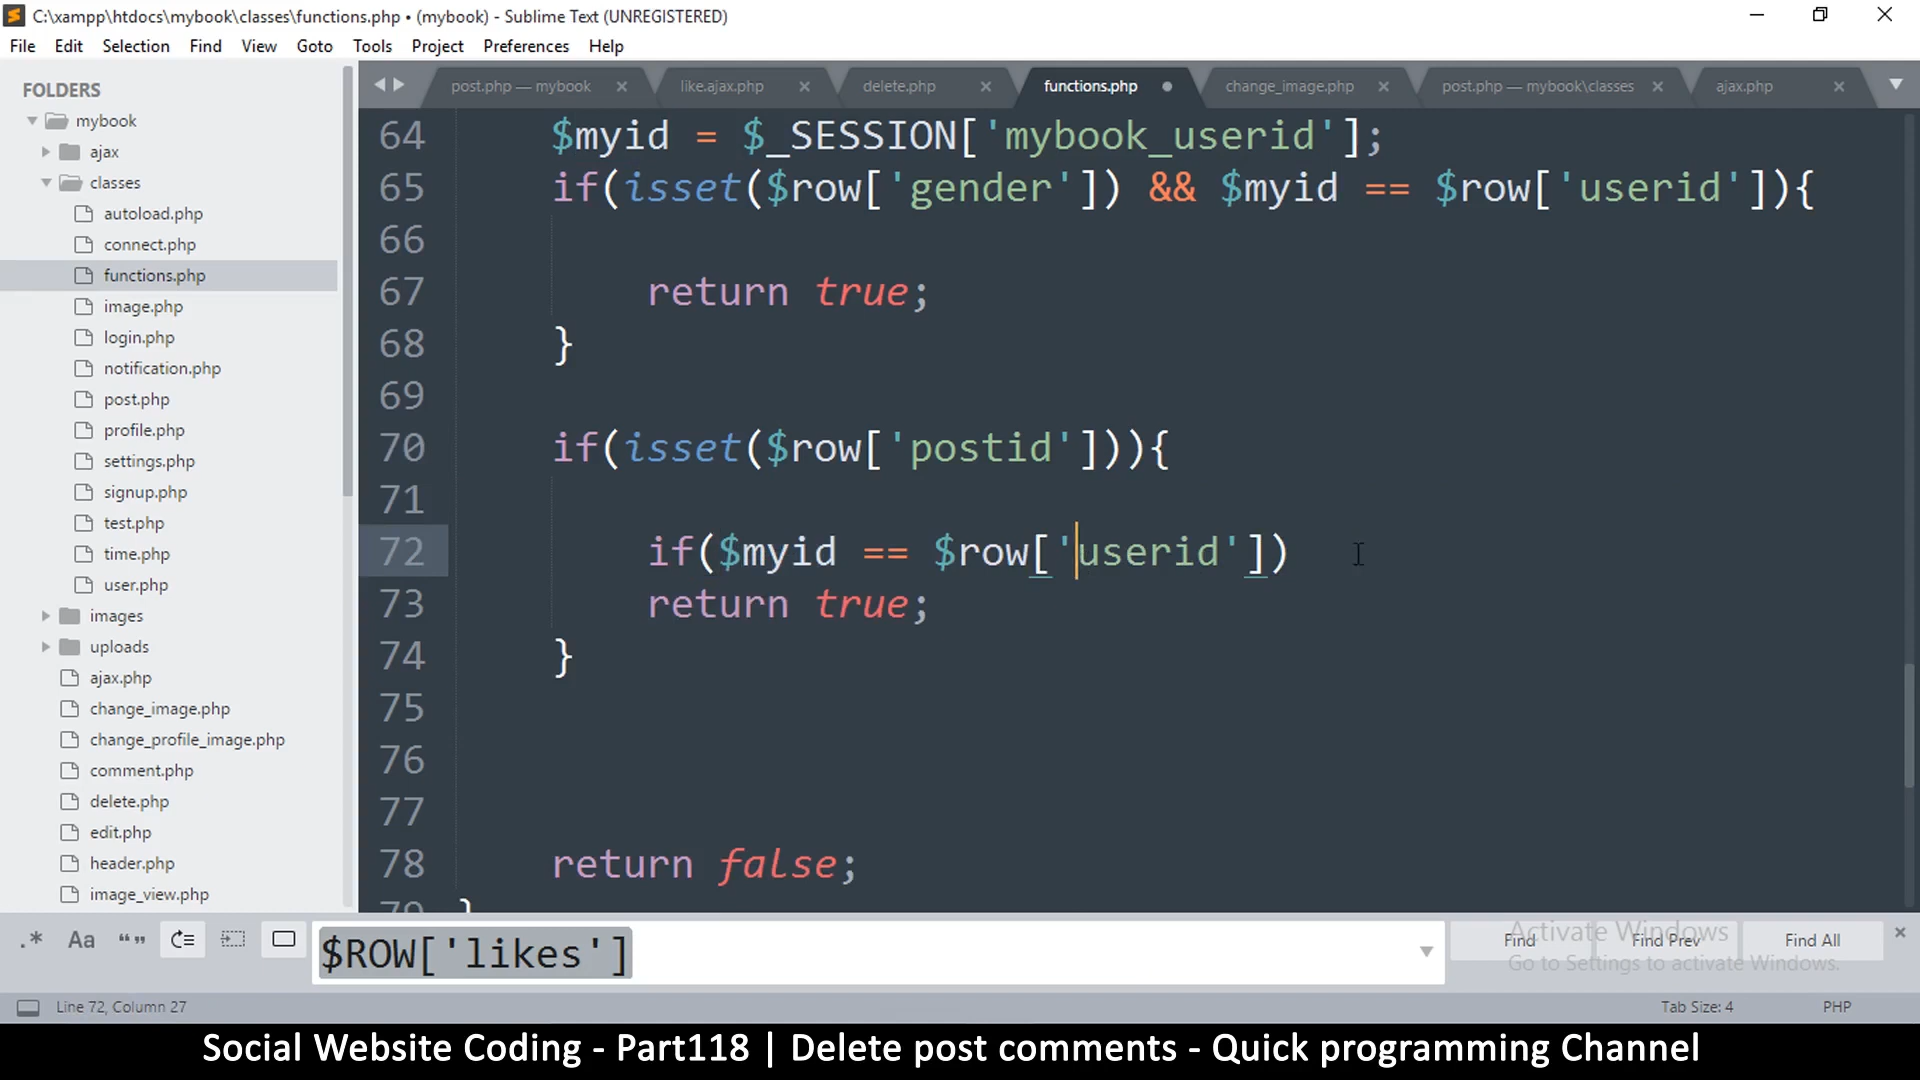 C:\xampp\htdocs\mybook\classes\functions.php • (mybook) - Sublime Text (UNREGISTERED)
File Edit Selection Find View Goto Tools Project Preferences Help
FOLDERS
mybook
ajax
classes
autoload.php
connect.php
functions.php
image.php
login.php
notification.php
post.php
profile.php
settings.php
signup.php
test.php
time.php
user.php
images
uploads
ajax.php
change_image.php
change_profile_image.php
comment.php
delete.php
edit.php
header.php
image_view.php
post.php — mybook like.ajax.php delete.php functions.php change_image.php post.php — mybook\classes ajax.php
64 $myid = $_SESSION['mybook_userid'];
65 if(isset($row['gender']) && $myid == $row['userid']){
66
67 return true;
68 }
69
70 if(isset($row['postid'])){
71
72 if($myid == $row['userid'])
73 return true;
74 }
75
76
77
78 return false;
79 }
.* Aa “” $ROW['likes'] Find Find Prev Find All
Activate Windows
Go to Settings to activate Windows.
Line 72, Column 27 Tab Size: 4 PHP
Social Website Coding - Part118 | Delete post comments - Quick programming Channel